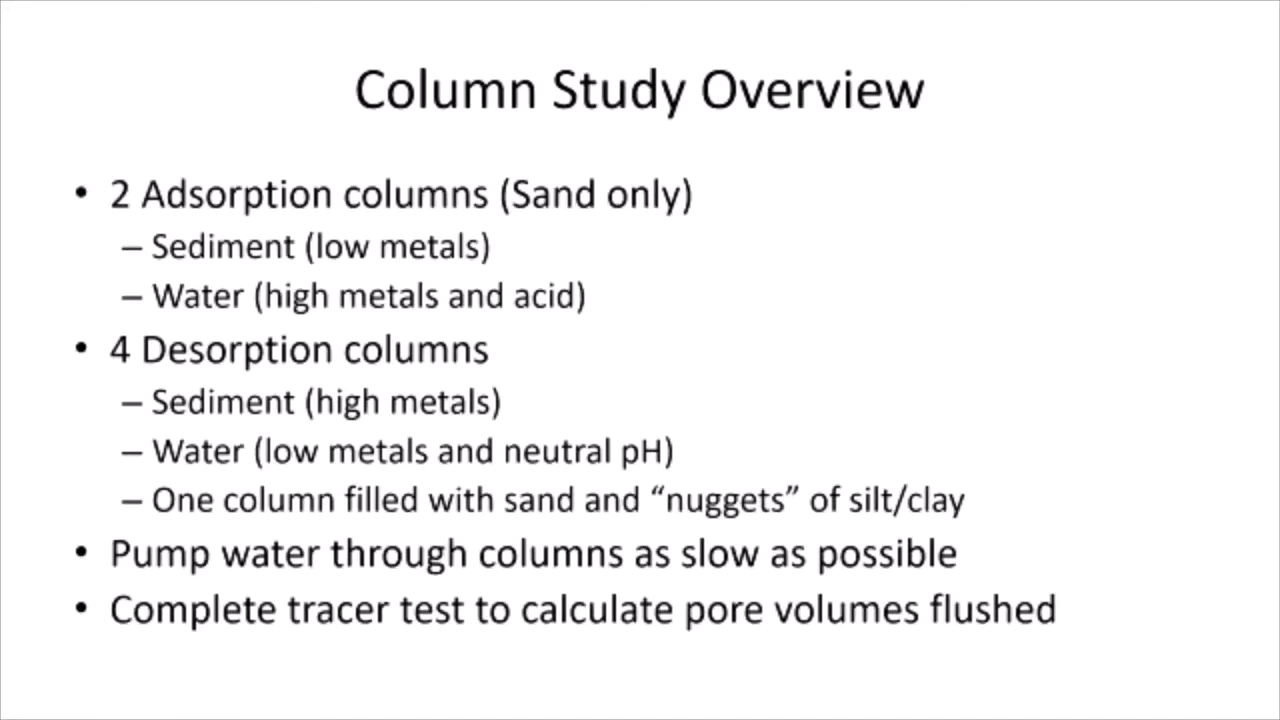 Column Study Overview
• 2 Adsorption columns (Sand only)
– Sediment (low metals)
– Water (high metals and acid)
• 4 Desorption columns
– Sediment (high metals)
– Water (low metals and neutral pH)
– One column filled with sand and “nuggets” of silt/clay
• Pump water through columns as slow as possible
• Complete tracer test to calculate pore volumes flushed